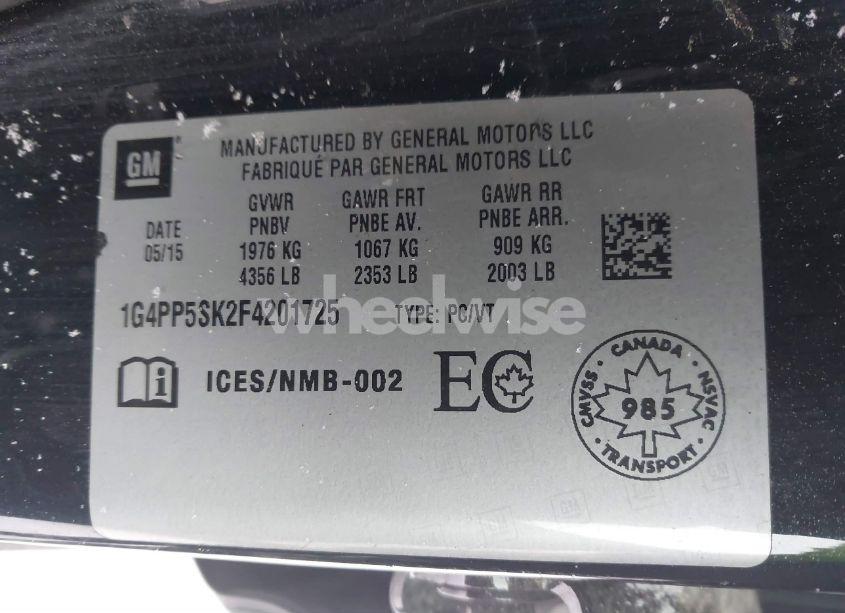 GM
MANUFACTURED BY GENERAL MOTORS LLC
FABRIQUÉ PAR GENERAL MOTORS LLC
GVWR GAWR FRT GAWR RR
DATE PNBV PNBE AV. PNBE ARR.
05/15 1976 KG 1067 KG 909 KG
4356 LB 2353 LB 2003 LB
1G4PP5SK2F4201725 TYPE: PC/VT
wheelwise
i ICES/NMB-002 EC
CANADA
CMVSS 985 NSVAC
TRANSPORT